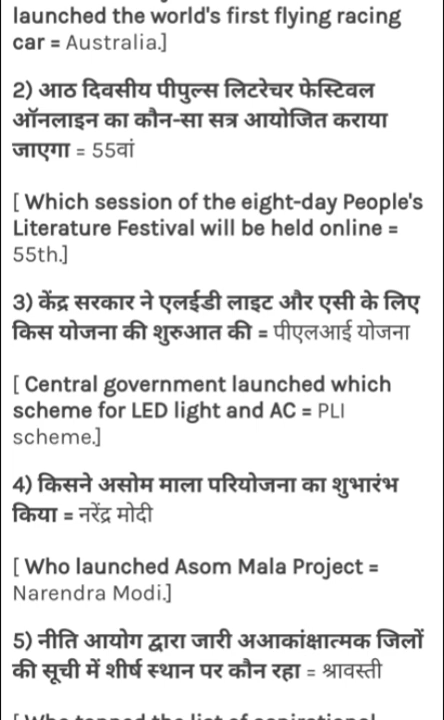 launched the world's first flying racing
car = Australia.]
2) आठ दिवसीय पीपुल्स लिटरेचर फेस्टिवल
ऑनलाइन का कौन-सा सत्र आयोजित कराया
जाएगा = 55वां
[ Which session of the eight-day People's
Literature Festival will be held online =
55th.]
3) केंद्र सरकार ने एलईडी लाइट और एसी के लिए
किस योजना की शुरुआत की = पीएलआई योजना
[ Central government launched which
scheme for LED light and AC = PLI
scheme.]
4) किसने असोम माला परियोजना का शुभारंभ
किया = नरेंद्र मोदी
[ Who launched Asom Mala Project =
Narendra Modi.]
5) नीति आयोग द्वारा जारी अआकांक्षात्मक जिलों
की सूची में शीर्ष स्थान पर कौन रहा = श्रावस्ती